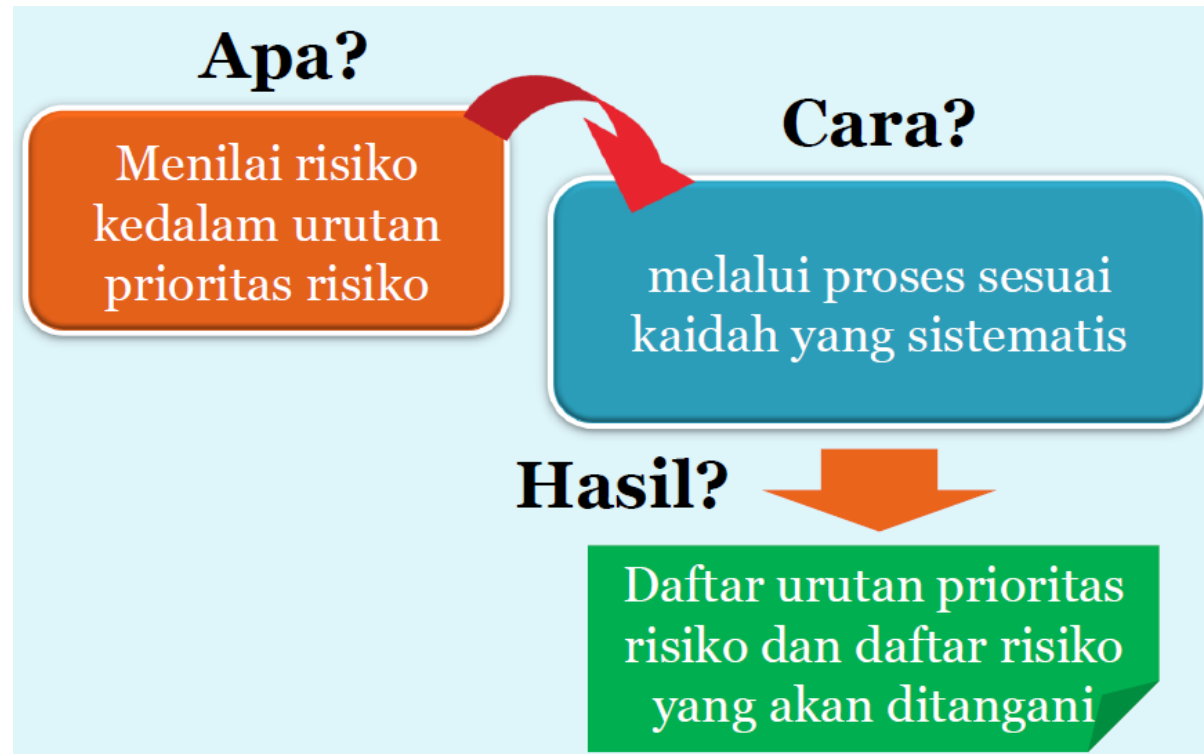 Apa?
Menilai risiko
kedalam urutan
prioritas risiko
Cara?
melalui proses sesuai
kaidah yang sistematis
Hasil?
Daftar urutan prioritas
risiko dan daftar risiko
yang akan ditangani